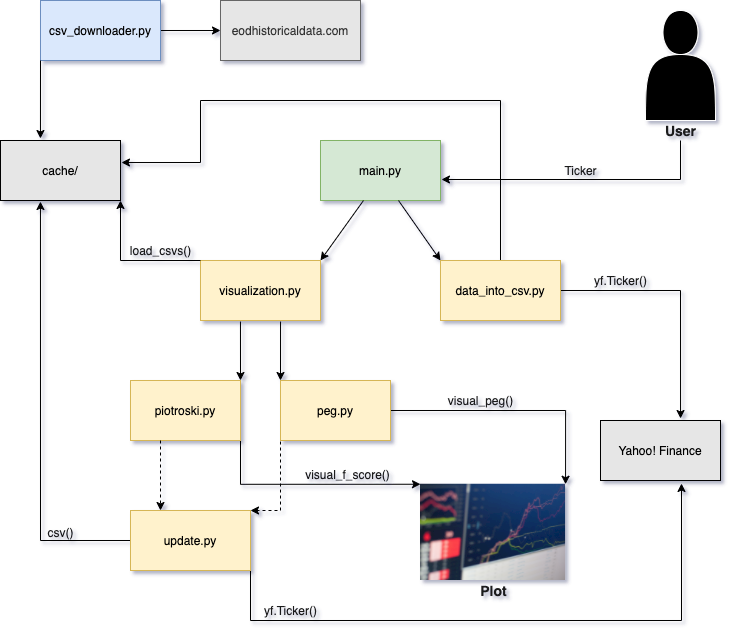 csv_downloader.py
eodhistoricaldata.com
User
cache/
main.py
Ticker
load_csvs()
visualization.py
data_into_csv.py
yf.Ticker()
piotroski.py
peg.py
visual_peg()
Yahoo! Finance
visual_f_score()
csv()
update.py
Plot
yf.Ticker()